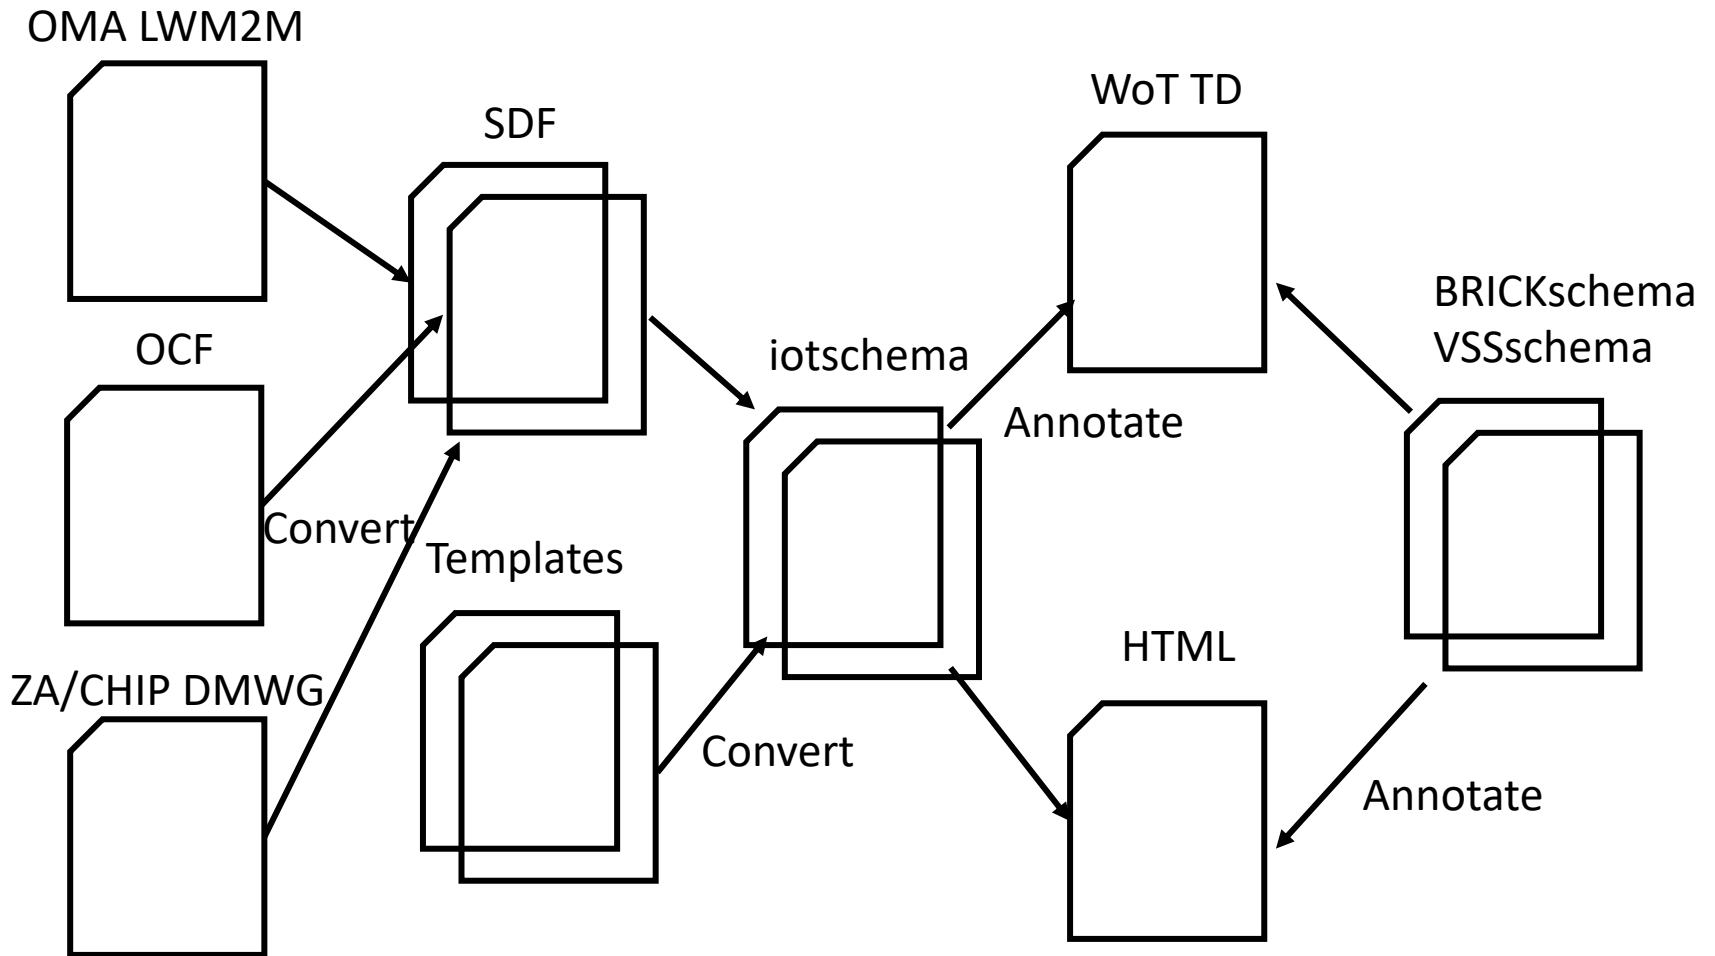 OMA LWM2M
SDF
WoT TD
BRICKschema
VSSschema
OCF
iotschema
Annotate
Convert
Templates
HTML
ZA/CHIP DMWG
Convert
Annotate